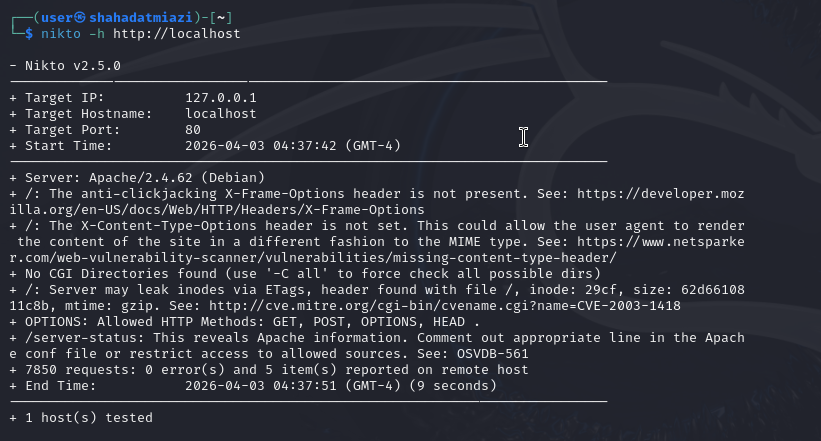 ┌──(user㉿shahadatmiazi)-[~]
└─$ nikto -h http://localhost
- Nikto v2.5.0
+ Target IP: 127.0.0.1
+ Target Hostname: localhost
+ Target Port: 80
+ Start Time: 2026-04-03 04:37:42 (GMT-4)
+ Server: Apache/2.4.62 (Debian)
+ /: The anti-clickjacking X-Frame-Options header is not present. See: https://developer.moz
illa.org/en-US/docs/Web/HTTP/Headers/X-Frame-Options
+ /: The X-Content-Type-Options header is not set. This could allow the user agent to render
the content of the site in a different fashion to the MIME type. See: https://www.netsparke
r.com/web-vulnerability-scanner/vulnerabilities/missing-content-type-header/
+ No CGI Directories found (use '-C all' to force check all possible dirs)
+ /: Server may leak inodes via ETags, header found with file /, inode: 29cf, size: 62d66108
11c8b, mtime: gzip. See: http://cve.mitre.org/cgi-bin/cvename.cgi?name=CVE-2003-1418
+ OPTIONS: Allowed HTTP Methods: GET, POST, OPTIONS, HEAD .
+ /server-status: This reveals Apache information. Comment out appropriate line in the Apach
e conf file or restrict access to allowed sources. See: OSVDB-561
+ 7850 requests: 0 error(s) and 5 item(s) reported on remote host
+ End Time: 2026-04-03 04:37:51 (GMT-4) (9 seconds)
+ 1 host(s) tested